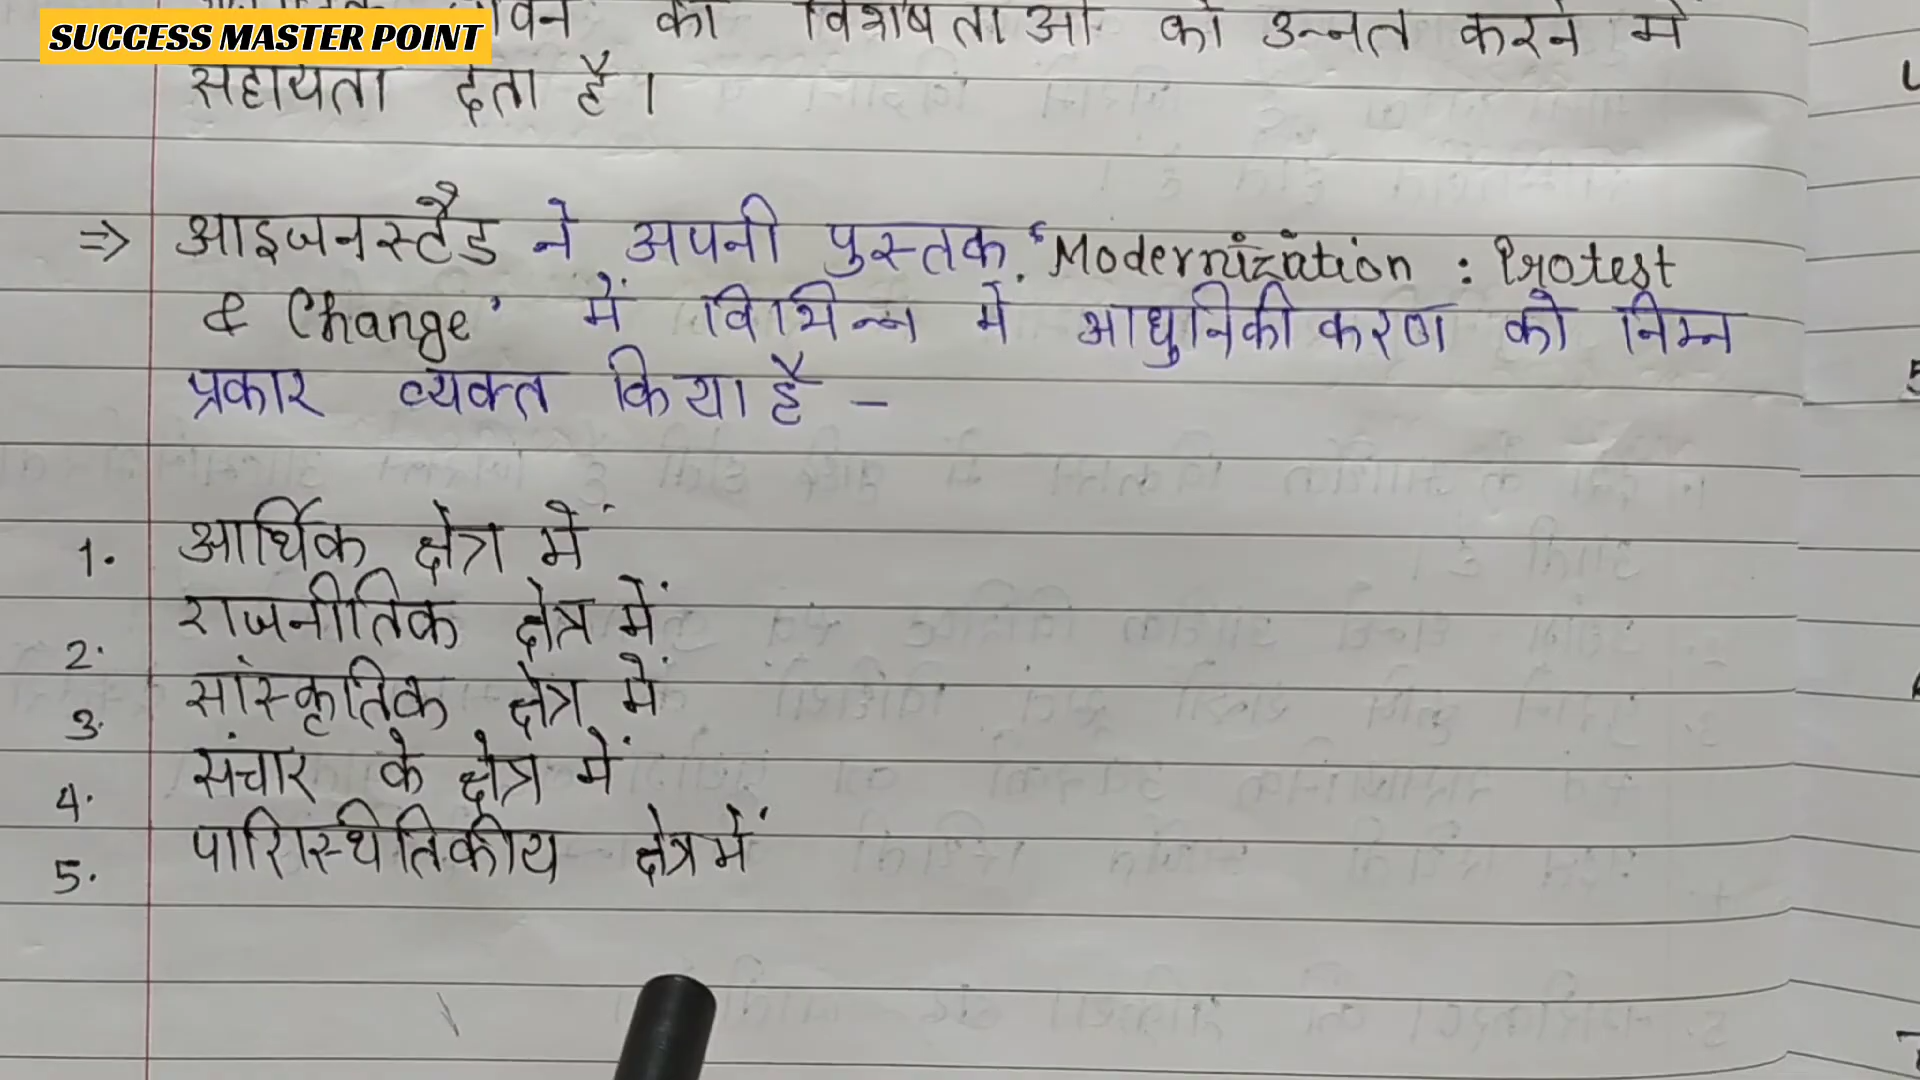 SUCCESS MASTER POINT
की विशेषताओं को उन्नत करने में
सहायता देता है।
⇒ आइजनस्टैड ने अपनी पुस्तक 'Modernization : Protest
& Change' में विभिन्न में आधुनिकीकरण को निम्न
प्रकार व्यक्त किया है –
1. आर्थिक क्षेत्र में
2. राजनीतिक क्षेत्र में
3. सांस्कृतिक क्षेत्र में
4. संचार के क्षेत्र में
5. पारिस्थितिकीय क्षेत्र में